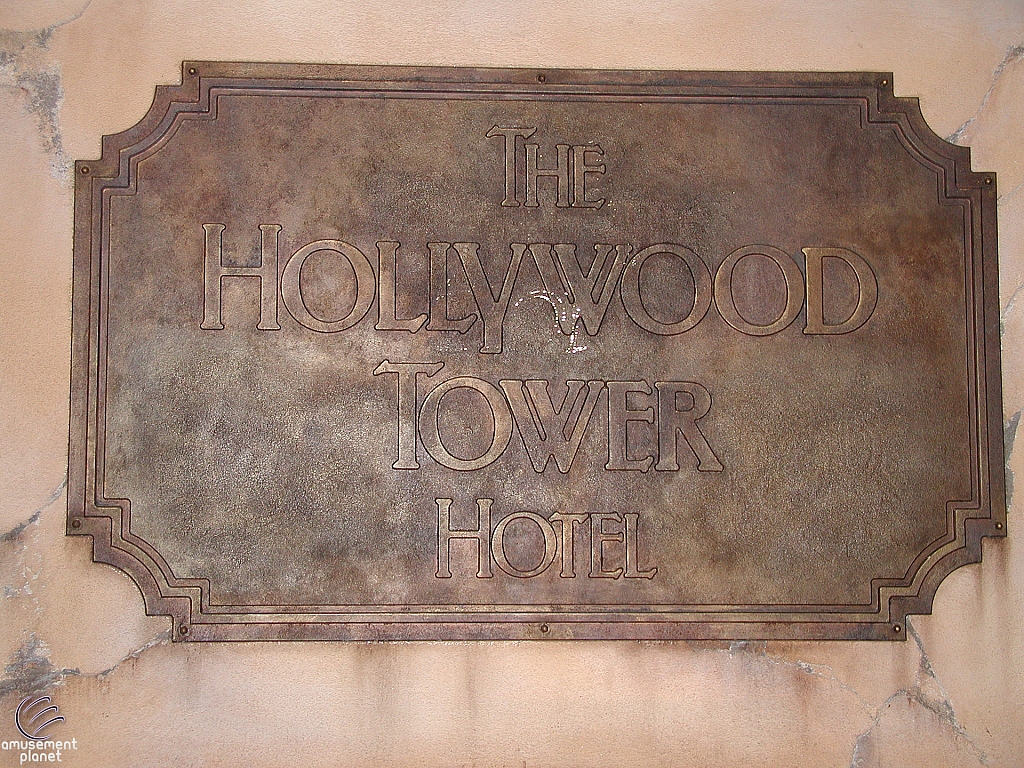 THE
HOLLYWOOD
TOWER
HOTEL
amusement
planet